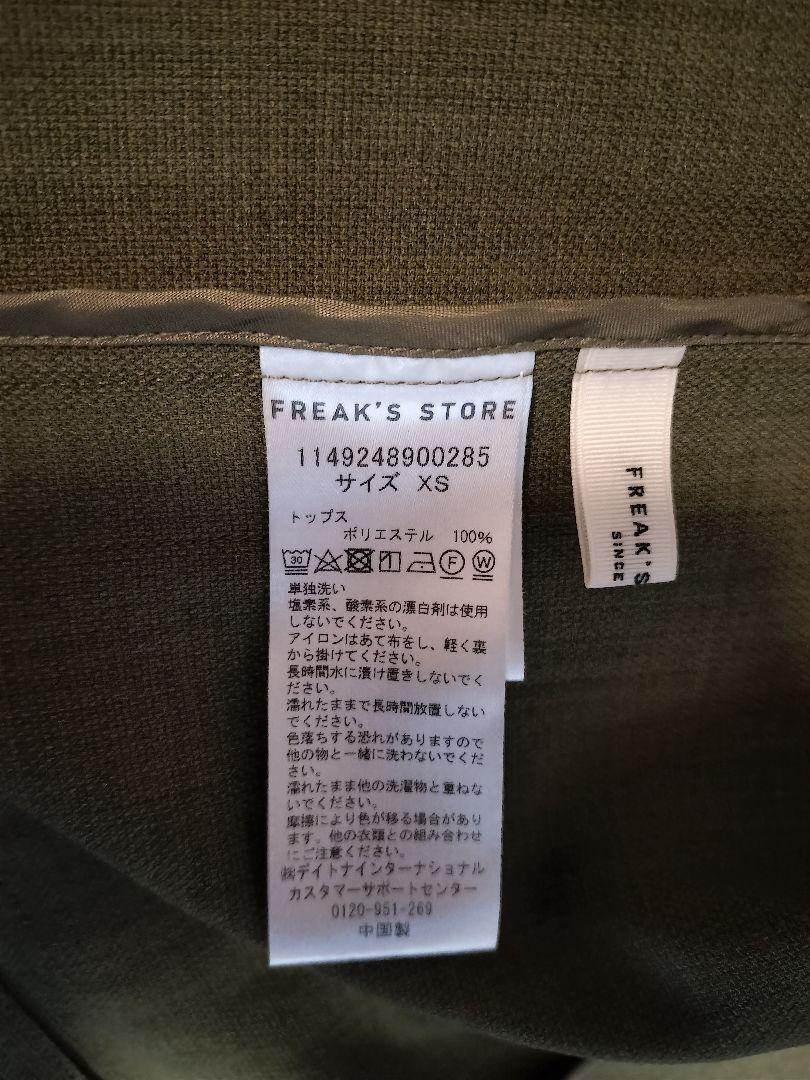 FREAK'S STORE
1149248900285
サイズ XS
トップス
ポリエステル 100%
30
F
W
単独洗い
塩素系、酸素系の漂白剤は使用
しないでください。
アイロンはあて布をし、軽く裏
から掛けてください。
長時間水に漬け置きしないでく
ださい。
濡れたままで長時間放置しない
でください。
色落ちする恐れがありますので
他の物と一緒に洗わないでくだ
さい。
濡れたまま他の洗濯物と重ねな
いでください。
摩擦により色が移る場合があり
ます。他の衣類との組み合わせ
にご注意ください。
㈱デイトナインターナショナル
カスタマーサポートセンター
0120-951-269
中国製
FREAK'S
SINCE